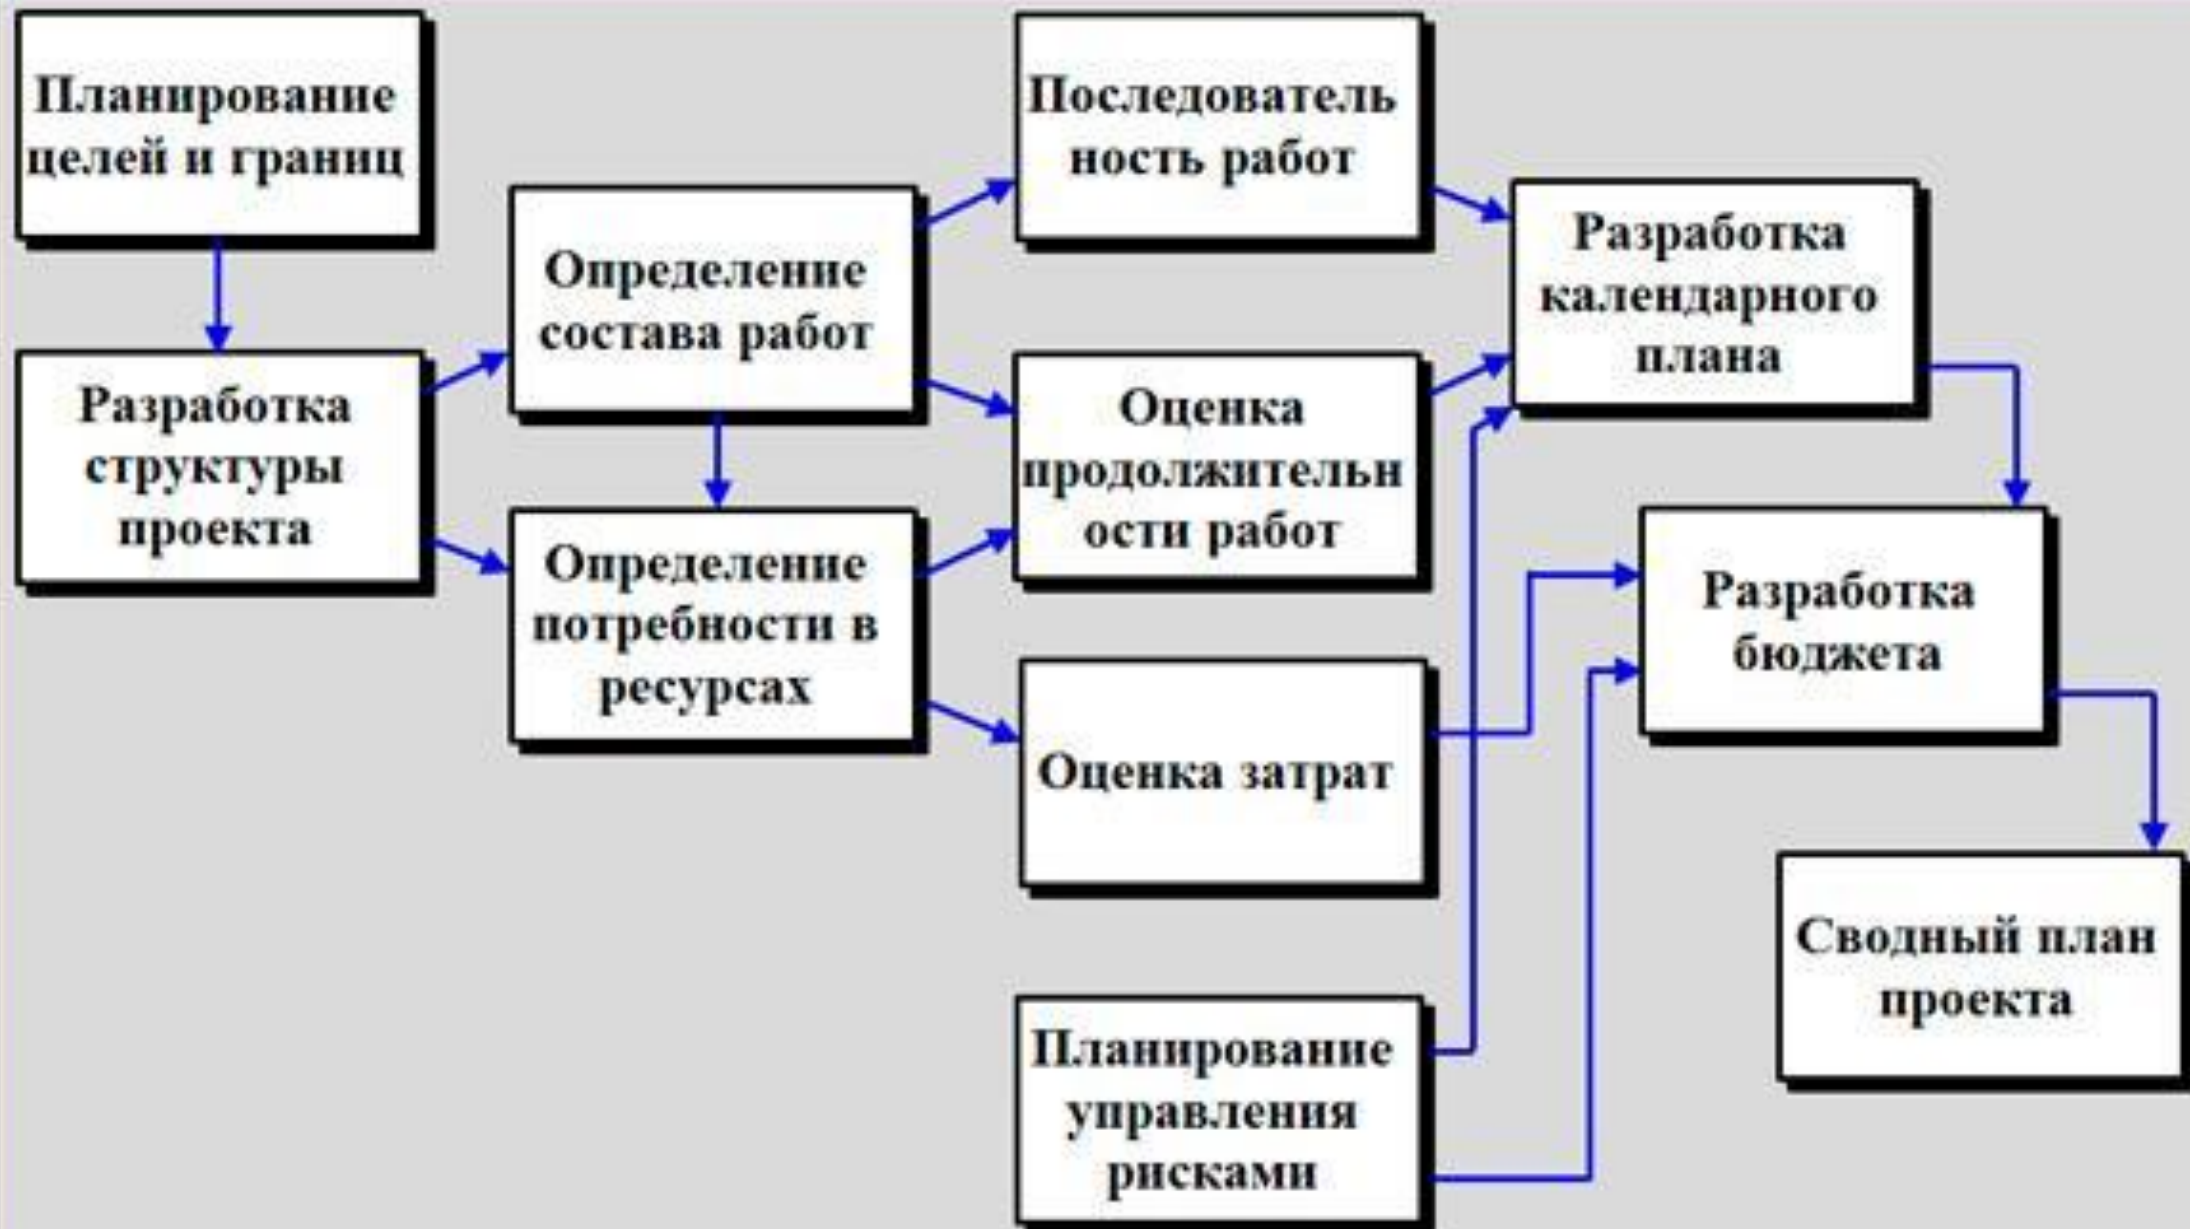 Планирование
целей и границ
Разработка
структуры
проекта
Определение
состава работ
Определение
потребности в
ресурсах
Последователь
ность работ
Оценка
продолжительн
ости работ
Оценка затрат
Планирование
управления
рисками
Разработка
календарного
плана
Разработка
бюджета
Сводный план
проекта